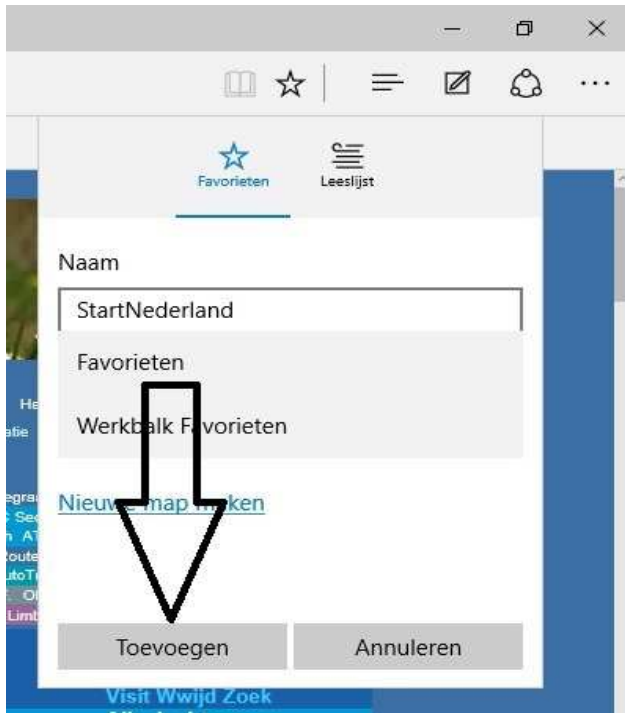 Favorieten
Leeslijst
Naam
StartNederland
Favorieten
Werkbalk Favorieten
Nieuwe map maken
Toevoegen
Annuleren
Visit Wwijd Zoek